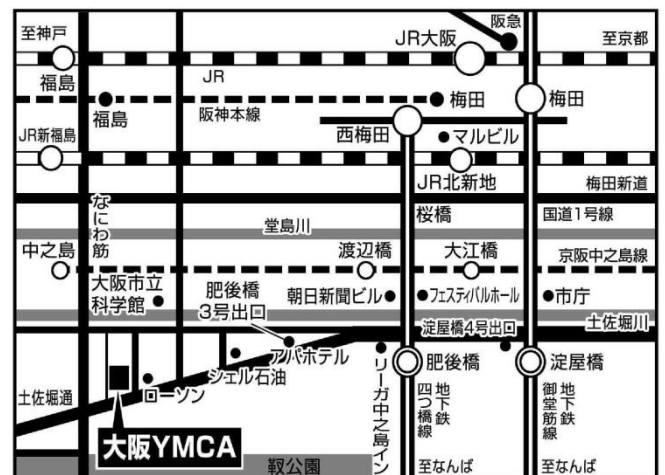 阪急
至神戸
JR大阪
至京都
JR
福島
福島
阪神本線
梅田
梅田
西梅田
マルビル
JR新福島
JR北新地
梅田新道
なにわ筋
桜橋
国道1号線
堂島川
中之島
渡辺橋
大江橋
京阪中之島線
大阪市立
科学館
肥後橋
3号出口
朝日新聞ビル
フェスティバルホール
市庁
淀屋橋4号出口
土佐堀川
アパホテル
シェル石油
ローソン
リーガ中之島イン
肥後橋
淀屋橋
土佐堀通
地下鉄
四つ橋線
地下鉄
御堂筋線
大阪YMCA
靱公園
至なんば
至なんば